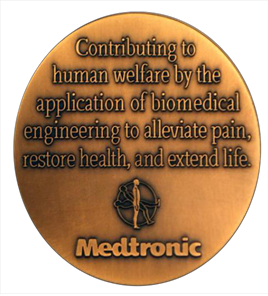 Contributing to
human welfare by the
application of biomedical
engineering to alleviate pain,
restore health, and extend life.
Medtronic